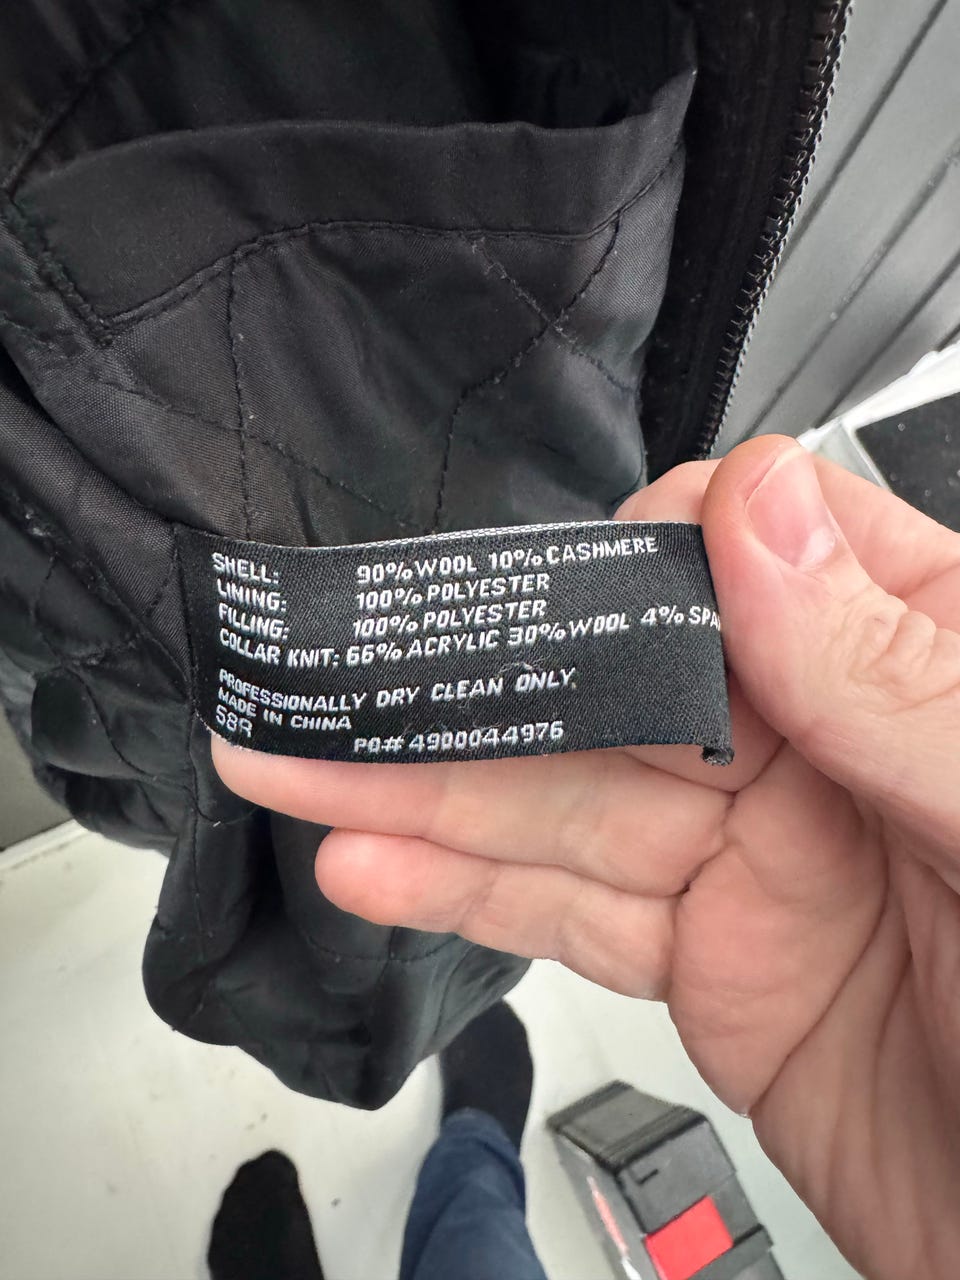 SHELL: 90% WOOL 10% CASHMERE
LINING: 100% POLYESTER
FILLING: 100% POLYESTER
COLLAR KNIT: 66% ACRYLIC 30% WOOL 4%
PROFESSIONALLY DRY CLEAN ONLY.
MADE IN CHINA
58R PO# 4900044976